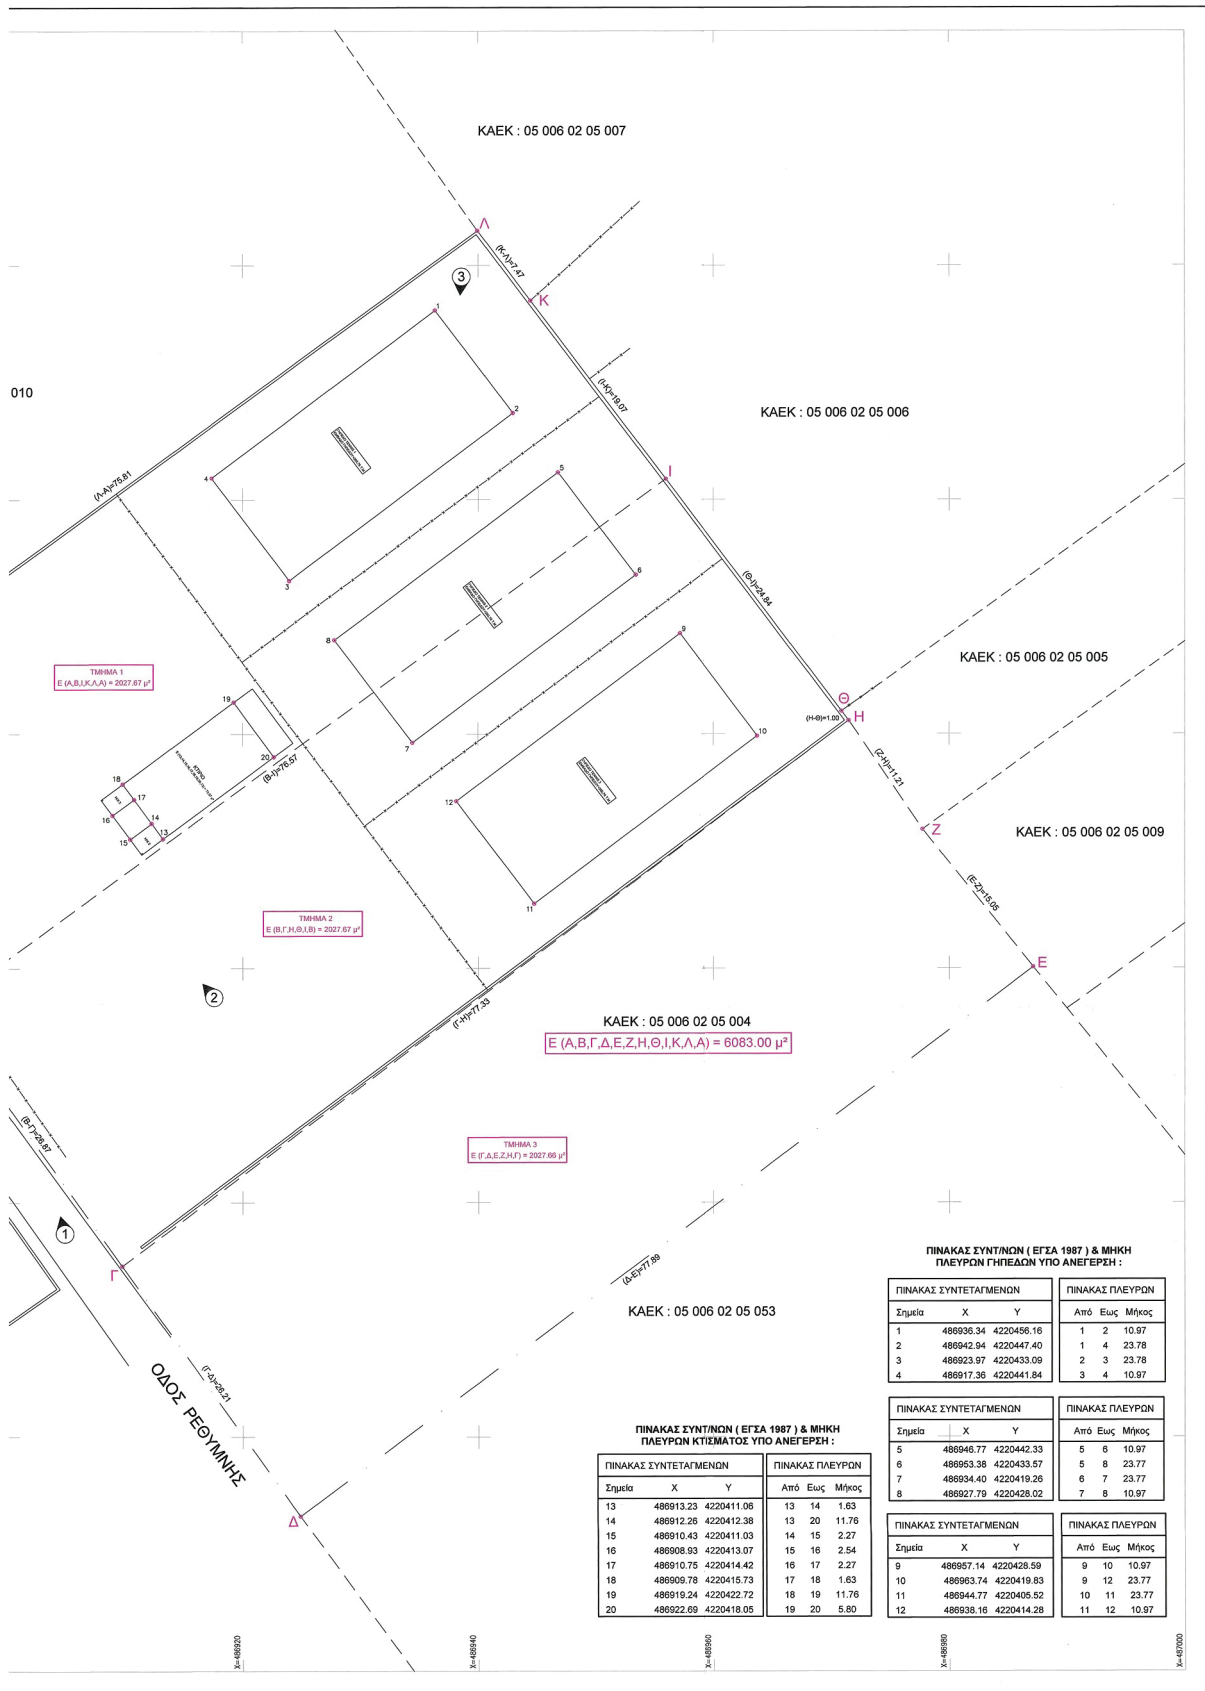 ΚΑΕΚ : 05 006 02 05 007
Λ
(Κ-Λ)=7.47
3
Κ
1
010
(Ι-Κ)=19.07
2
ΚΑΕΚ : 05 006 02 05 006
4
(Λ-Α)=75.81
5
Ι
3
6
(Θ-Ι)=24.84
8
9
ΚΑΕΚ : 05 006 02 05 005
ΤΜΗΜΑ 1
Ε (Α,Β,Ι,Κ,Λ,Α) = 2027.67 μ²
19
Θ
(Η-Θ)=1.00
Η
7
10
20
(Β-Ι)=76.57
ΚΤΙΡΙΟ
18
17
(Ζ-Η)=11.21
12
16
14
15
13
Ζ
ΚΑΕΚ : 05 006 02 05 009
(Ε-Ζ)=15.05
11
ΤΜΗΜΑ 2
Ε (Β,Γ,Η,Θ,Ι,Β) = 2027.67 μ²
Ε
2
(Γ-Η)=77.33
ΚΑΕΚ : 05 006 02 05 004
Ε (Α,Β,Γ,Δ,Ε,Ζ,Η,Θ,Ι,Κ,Λ,Α) = 6083.00 μ²
(Β-Γ)=26.87
ΤΜΗΜΑ 3
Ε (Γ,Δ,Ε,Ζ,Η,Γ) = 2027.66 μ²
1
Γ
(Δ-Ε)=77.89
ΚΑΕΚ : 05 006 02 05 053
(Γ-Δ)=26.21
ΟΔΟΣ ΡΕΘΥΜΝΗΣ
Δ
ΠΙΝΑΚΑΣ ΣΥΝΤ/ΝΩΝ ( ΕΓΣΑ 1987 ) & ΜΗΚΗ
ΠΛΕΥΡΩΝ ΓΗΠΕΔΩΝ ΥΠΟ ΑΝΕΓΕΡΣΗ :
ΠΙΝΑΚΑΣ ΣΥΝΤΕΤΑΓΜΕΝΩΝ ΠΙΝΑΚΑΣ ΠΛΕΥΡΩΝ
Σημεία Χ Υ Από Εως Μήκος
1 486936.34 4220456.16 1 2 10.97
2 486942.94 4220447.40 1 4 23.78
3 486923.97 4220433.09 2 3 23.78
4 486917.36 4220441.84 3 4 10.97
ΠΙΝΑΚΑΣ ΣΥΝΤΕΤΑΓΜΕΝΩΝ ΠΙΝΑΚΑΣ ΠΛΕΥΡΩΝ
Σημεία Χ Υ Από Εως Μήκος
5 486946.77 4220442.33 5 6 10.97
6 486953.38 4220433.57 5 8 23.77
7 486934.40 4220419.26 6 7 23.77
8 486927.79 4220428.02 7 8 10.97
ΠΙΝΑΚΑΣ ΣΥΝΤΕΤΑΓΜΕΝΩΝ ΠΙΝΑΚΑΣ ΠΛΕΥΡΩΝ
Σημεία Χ Υ Από Εως Μήκος
9 486957.14 4220428.59 9 10 10.97
10 486963.74 4220419.83 9 12 23.77
11 486944.77 4220405.52 10 11 23.77
12 486938.16 4220414.28 11 12 10.97
ΠΙΝΑΚΑΣ ΣΥΝΤ/ΝΩΝ ( ΕΓΣΑ 1987 ) & ΜΗΚΗ
ΠΛΕΥΡΩΝ ΚΤΙΣΜΑΤΟΣ ΥΠΟ ΑΝΕΓΕΡΣΗ :
ΠΙΝΑΚΑΣ ΣΥΝΤΕΤΑΓΜΕΝΩΝ ΠΙΝΑΚΑΣ ΠΛΕΥΡΩΝ
Σημεία Χ Υ Από Εως Μήκος
13 486913.23 4220411.06 13 14 1.63
14 486912.26 4220412.38 13 20 11.76
15 486910.43 4220411.03 14 15 2.27
16 486908.93 4220413.07 15 16 2.54
17 486910.75 4220414.42 16 17 2.27
18 486909.78 4220415.73 17 18 1.63
19 486919.24 4220422.72 18 19 11.76
20 486922.69 4220418.05 19 20 5.80
Χ=486920
Χ=486940
Χ=486960
Χ=486980
Χ=487000